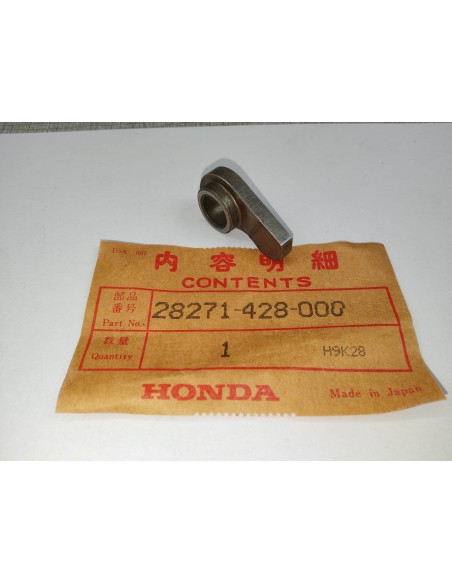 内容明細
CONTENTS
部品
番号
Part No. 28271-428-000
数量
Quantity 1 H9K28
HONDA Made in Japan